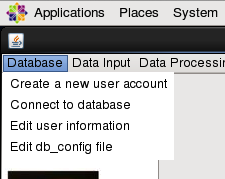 Applications Places System
Database Data Input Data Processin
Create a new user account
Connect to database
Edit user information
Edit db_config file